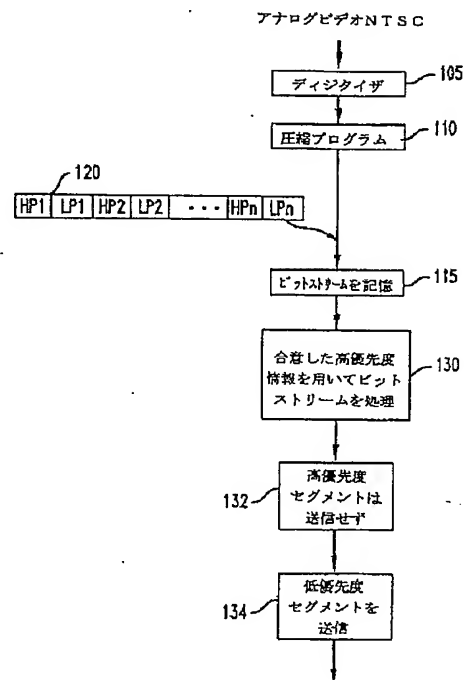 アナログビデオNTSC
ディジタイザ
105
圧縮プログラム
110
120
HP1 LP1 HP2 LP2 ··· HPn LPn
ビットストリームを記憶
115
合意した高優先度
情報を用いてビット
ストリームを処理
130
高優先度
セグメントは
送信せず
132
低優先度
セグメントを
送信
134